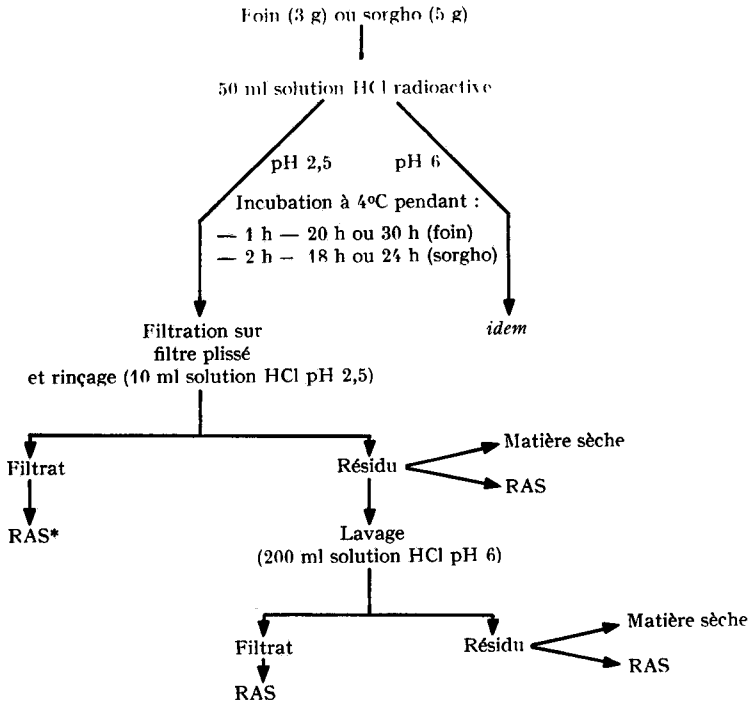 Foin (3 g) ou sorgho (5 g)
50 ml solution HCl radioactive
pH 2,5
pH 6
Incubation à 4oC pendant :
— 1 h — 20 h ou 30 h (foin)
— 2 h — 18 h ou 24 h (sorgho)
Filtration sur
filtre plissé
et rinçage (10 ml solution HCl pH 2,5)
idem
Filtrat
Résidu
Matière sèche
RAS
RAS*
Lavage
(200 ml solution HCl pH 6)
Filtrat
Résidu
Matière sèche
RAS
RAS